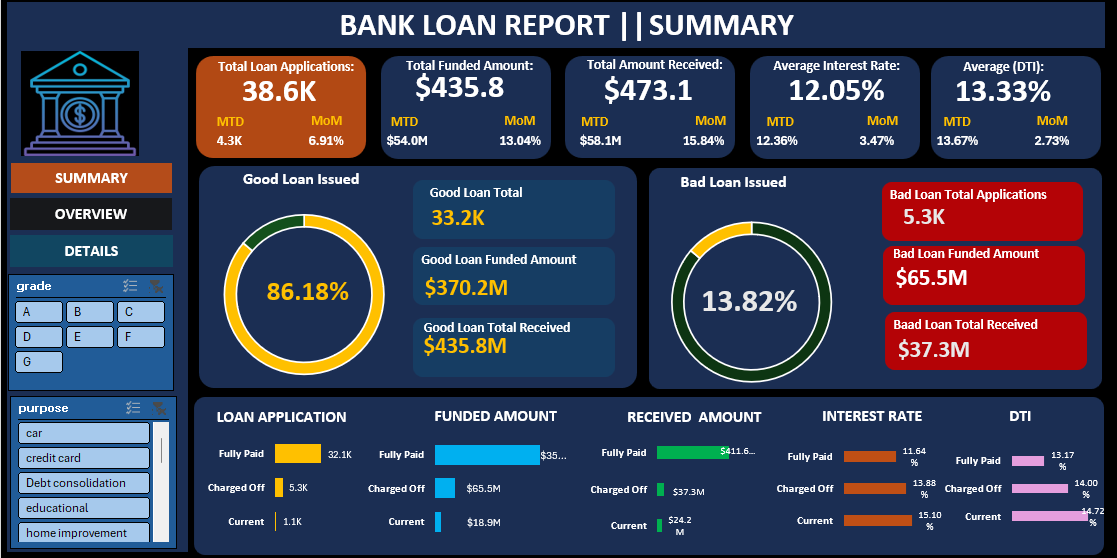 BANK LOAN REPORT || SUMMARY
Total Loan Applications:
38.6K
MTD MoM
4.3K 6.91%
Total Funded Amount:
$435.8
MTD MoM
$54.0M 13.04%
Total Amount Received:
$473.1
MTD MoM
$58.1M 15.84%
Average Interest Rate:
12.05%
MTD MoM
12.36% 3.47%
Average (DTI):
13.33%
MTD MoM
13.67% 2.73%
SUMMARY
OVERVIEW
DETAILS
grade
A B C
D E F
G
purpose
car
credit card
Debt consolidation
educational
home improvement
Good Loan Issued
86.18%
Good Loan Total
33.2K
Good Loan Funded Amount
$370.2M
Good Loan Total Received
$435.8M
Bad Loan Issued
13.82%
Bad Loan Total Applications
5.3K
Bad Loan Funded Amount
$65.5M
Baad Loan Total Received
$37.3M
LOAN APPLICATION
Fully Paid 32.1K
Charged Off 5.3K
Current 1.1K
FUNDED AMOUNT
Fully Paid $35...
Charged Off $65.5M
Current $18.9M
RECEIVED AMOUNT
Fully Paid $411.6...
Charged Off $37.3M
Current $24.2
M
INTEREST RATE
Fully Paid 11.64
%
Charged Off 13.88
%
Current 15.10
%
DTI
Fully Paid 13.17
%
Charged Off 14.00
%
Current 14.72
%